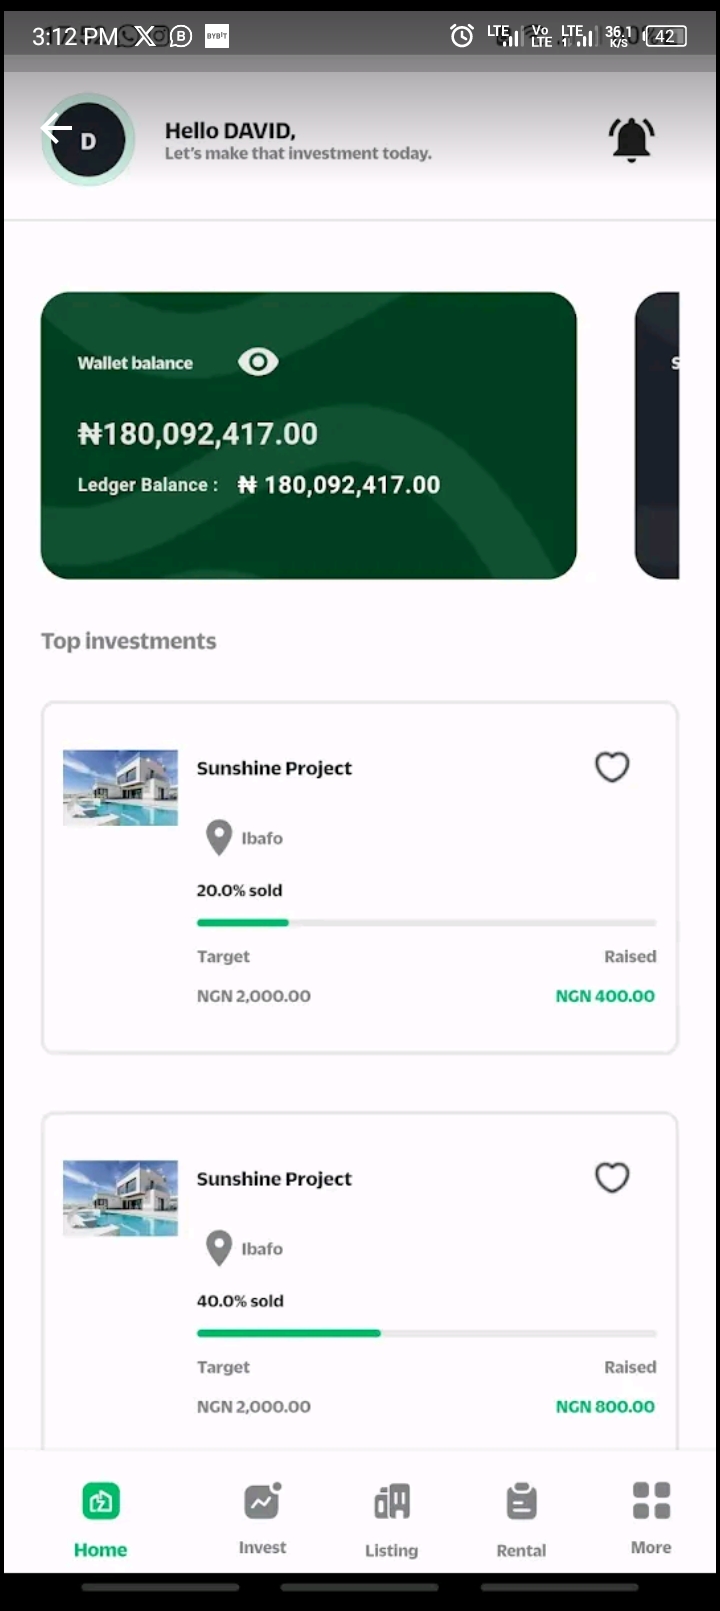 3:12 PM
BYBIT
LTE
Vo
LTE
LTE
1
36.1
K/S
42
D
Hello DAVID,
Let's make that investment today.
Wallet balance
₦180,092,417.00
Ledger Balance : ₦ 180,092,417.00
S
Top investments
Sunshine Project
Ibafo
20.0% sold
Target Raised
NGN 2,000.00 NGN 400.00
Sunshine Project
Ibafo
40.0% sold
Target Raised
NGN 2,000.00 NGN 800.00
Home Invest Listing Rental More